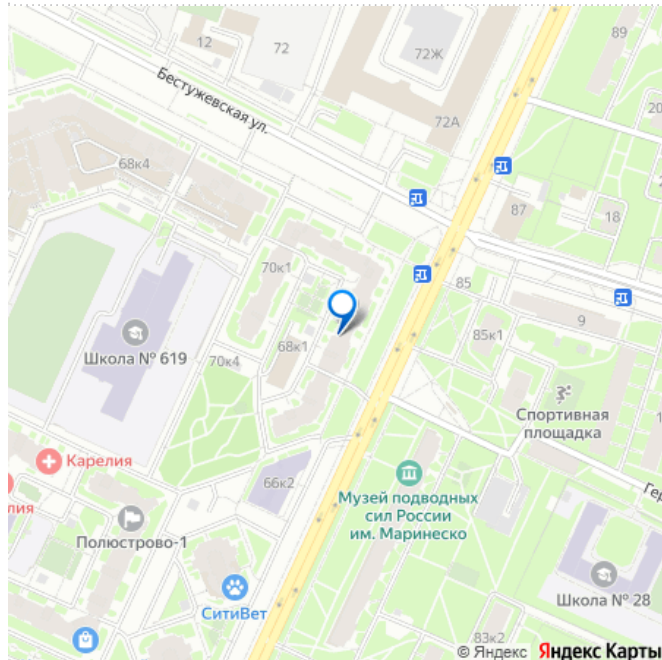 89
12
72
72Ж
Бестужевская ул.
72А
20
68к4
87
18
70к1
85
9
85к1
68к1
Школа № 619
70к4
Спортивная
площадка
Карелия
66к2
Музей подводных
сил России
им. Маринеско
Полюстрово-1
СитиВет
Школа № 28
83к2
© Яндекс Яндекс Карты